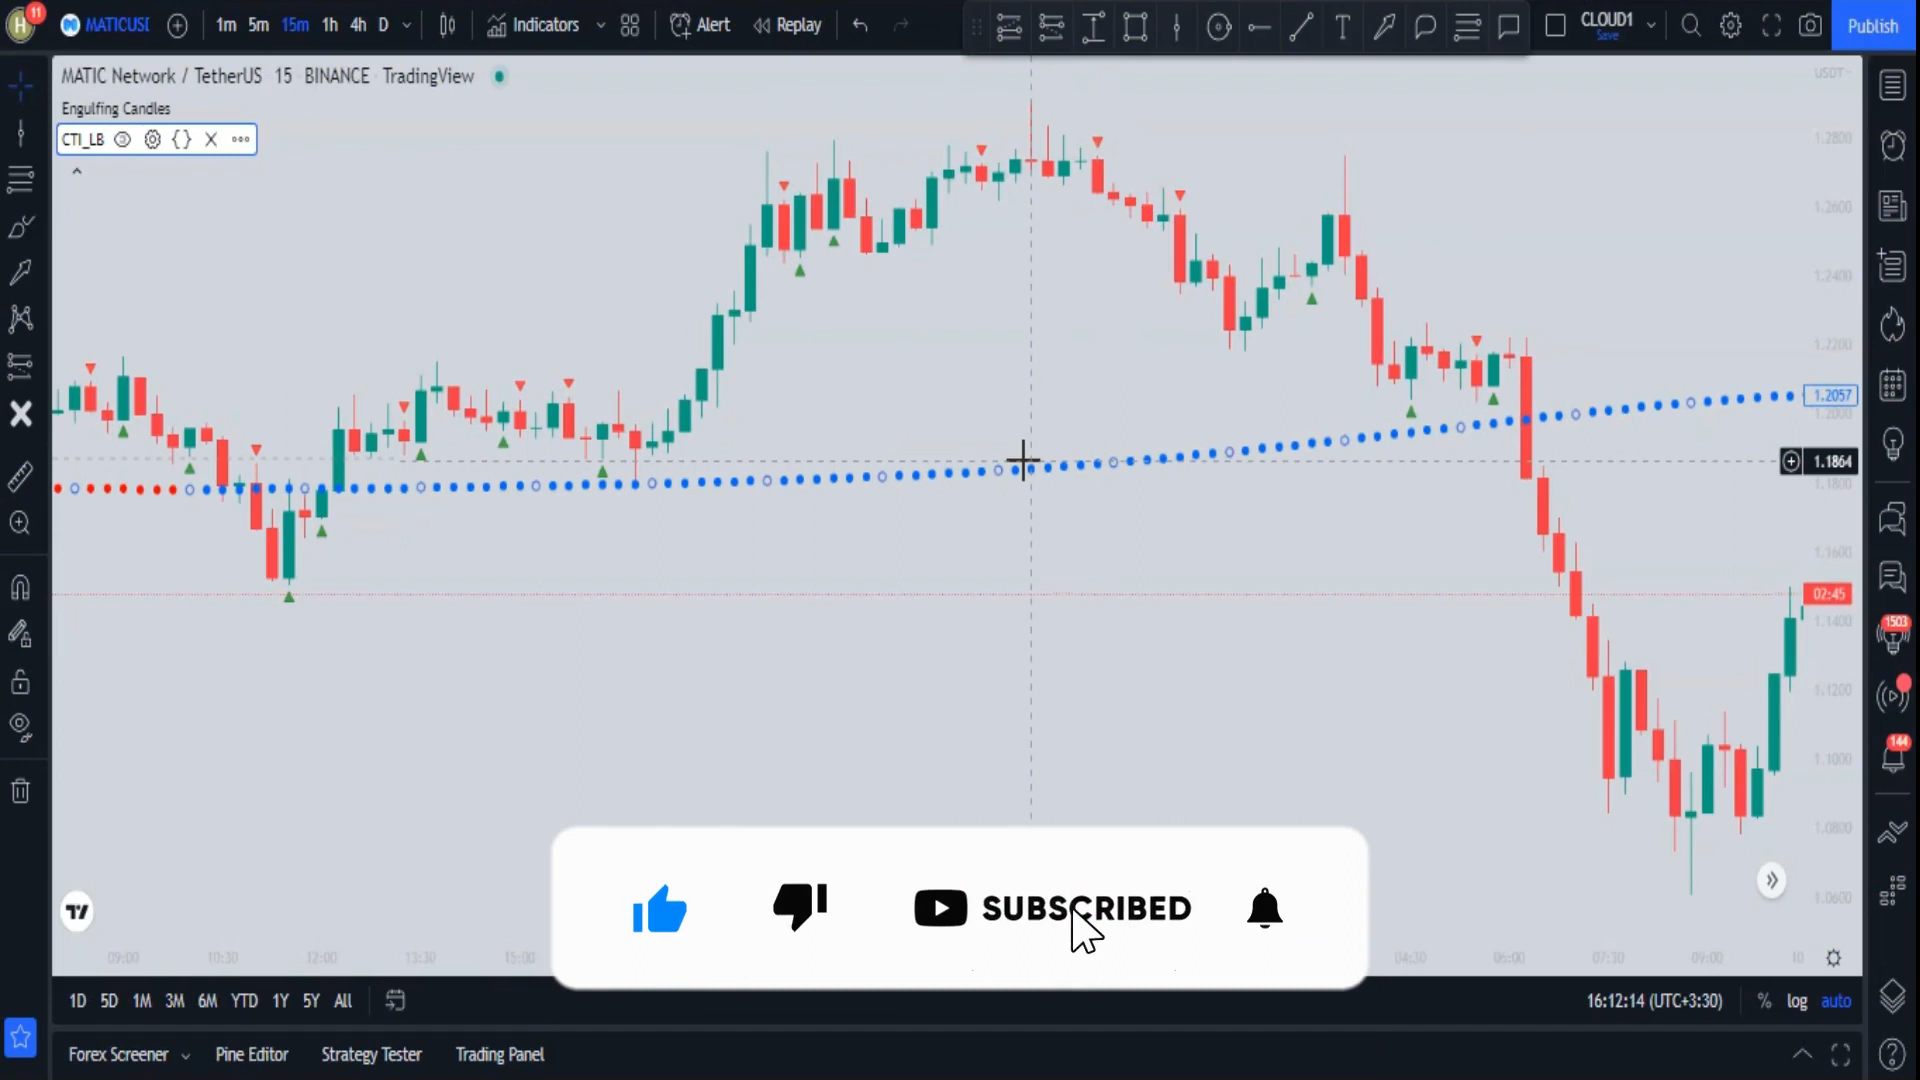 H 11 MATICUSI 1m 5m 15m 1h 4h D Indicators Alert Replay T CLOUD1 Save Publish
MATIC Network / TetherUS 15 BINANCE TradingView
USDT
Engulfing Candles
CTI_LB
1.2800
1.2600
1.2400
1.2200
1.2057
1.2000
1.1864
1.1800
1.1600
02:45
1.1400
1503
1.1200
144
1.1000
1.0800
1.0600
SUBSCRIBED
09:00 10:30 12:00 13:30 15:00 04:30 06:00 07:30 09:00 10
1D 5D 1M 3M 6M YTD 1Y 5Y All 16:12:14 (UTC+3:30) % log auto
Forex Screener Pine Editor Strategy Tester Trading Panel